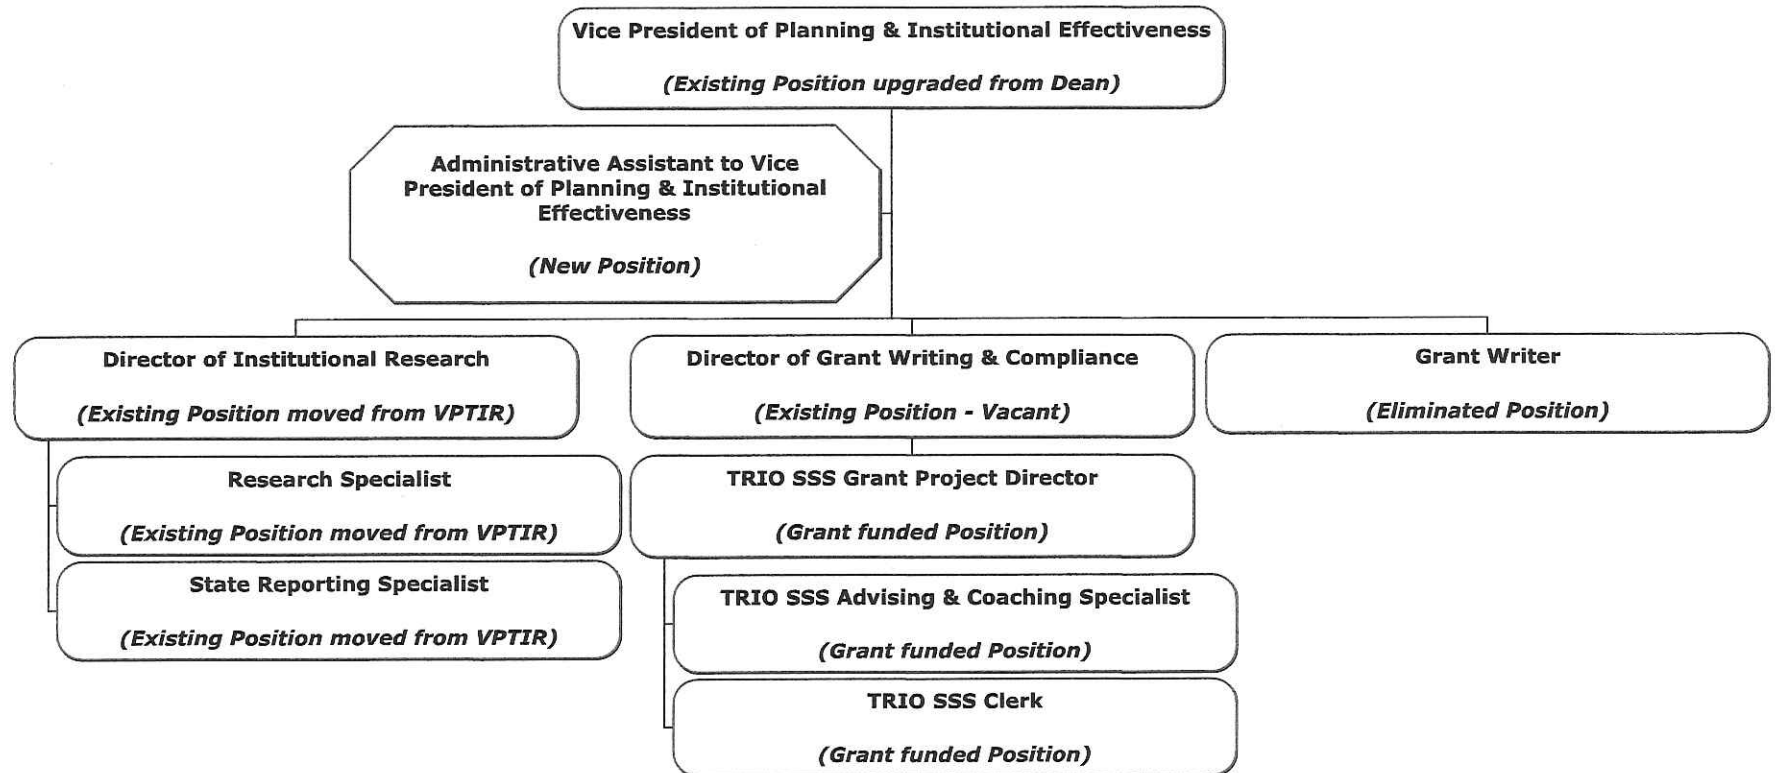 Vice President of Planning & Institutional Effectiveness
(Existing Position upgraded from Dean)
Administrative Assistant to Vice
President of Planning & Institutional
Effectiveness
(New Position)
Director of Institutional Research
(Existing Position moved from VPTIR)
Research Specialist
(Existing Position moved from VPTIR)
State Reporting Specialist
(Existing Position moved from VPTIR)
Director of Grant Writing & Compliance
(Existing Position - Vacant)
TRIO SSS Grant Project Director
(Grant funded Position)
TRIO SSS Advising & Coaching Specialist
(Grant funded Position)
TRIO SSS Clerk
(Grant funded Position)
Grant Writer
(Eliminated Position)